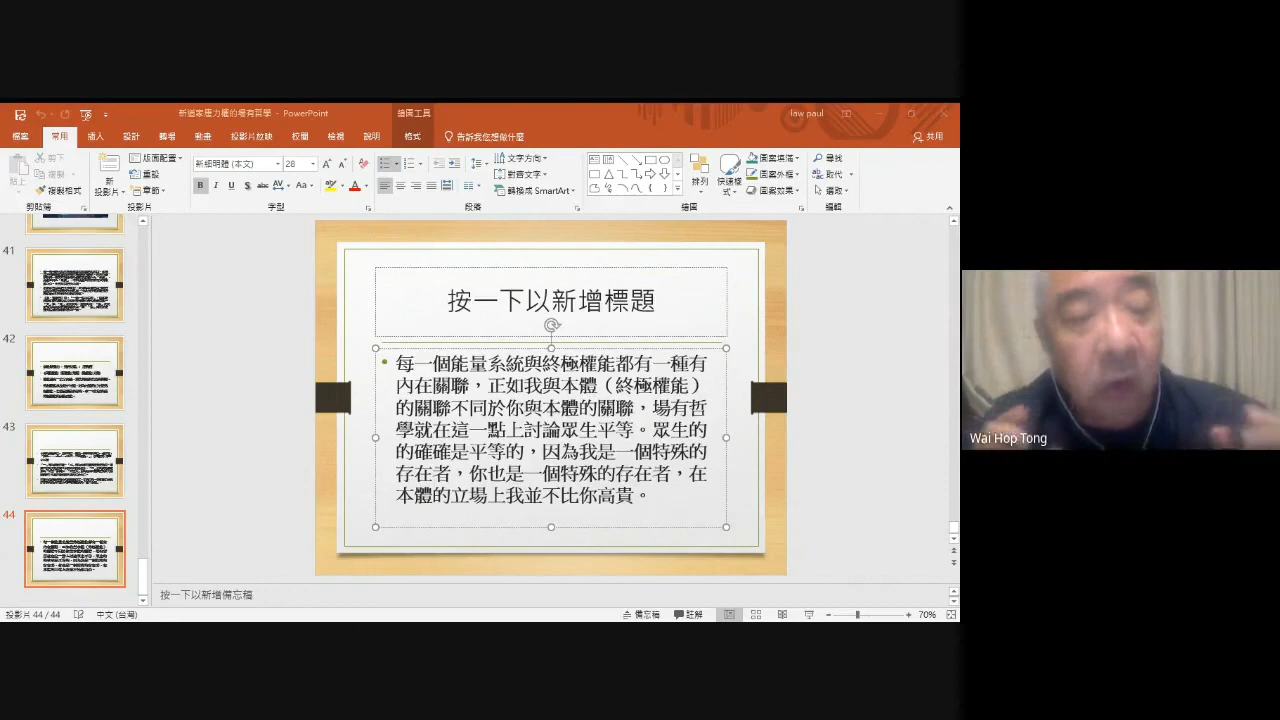 新道家應力權的場有哲學 - PowerPoint
繪圖工具
law paul
檔案
常用
插入
設計
轉場
動畫
投影片放映
校閱
檢視
說明
格式
告訴我您想做什麼
共用
貼上
剪下
複製
複製格式
剪貼簿
新
投影片
版面配置
重設
章節
投影片
新細明體 (本文)
28
B I U S abc AV Aa A
字型
文字方向
對齊文字
轉換成 SmartArt
段落
排列
快速樣
式
圖案填滿
圖案外框
圖案效果
繪圖
尋找
取代
選取
編輯
41
42
43
44
按一下以新增標題
每一個能量系統與終極權能都有一種有
內在關聯，正如我與本體（終極權能）
的關聯不同於你與本體的關聯，場有哲
學就在這一點上討論眾生平等。眾生的
的確確是平等的，因為我是一個特殊的
存在者，你也是一個特殊的存在者，在
本體的立場上我並不比你高貴。
按一下以新增備忘稿
投影片 44 / 44
中文 (台灣)
備忘稿
註解
70%
Wai Hop Tong